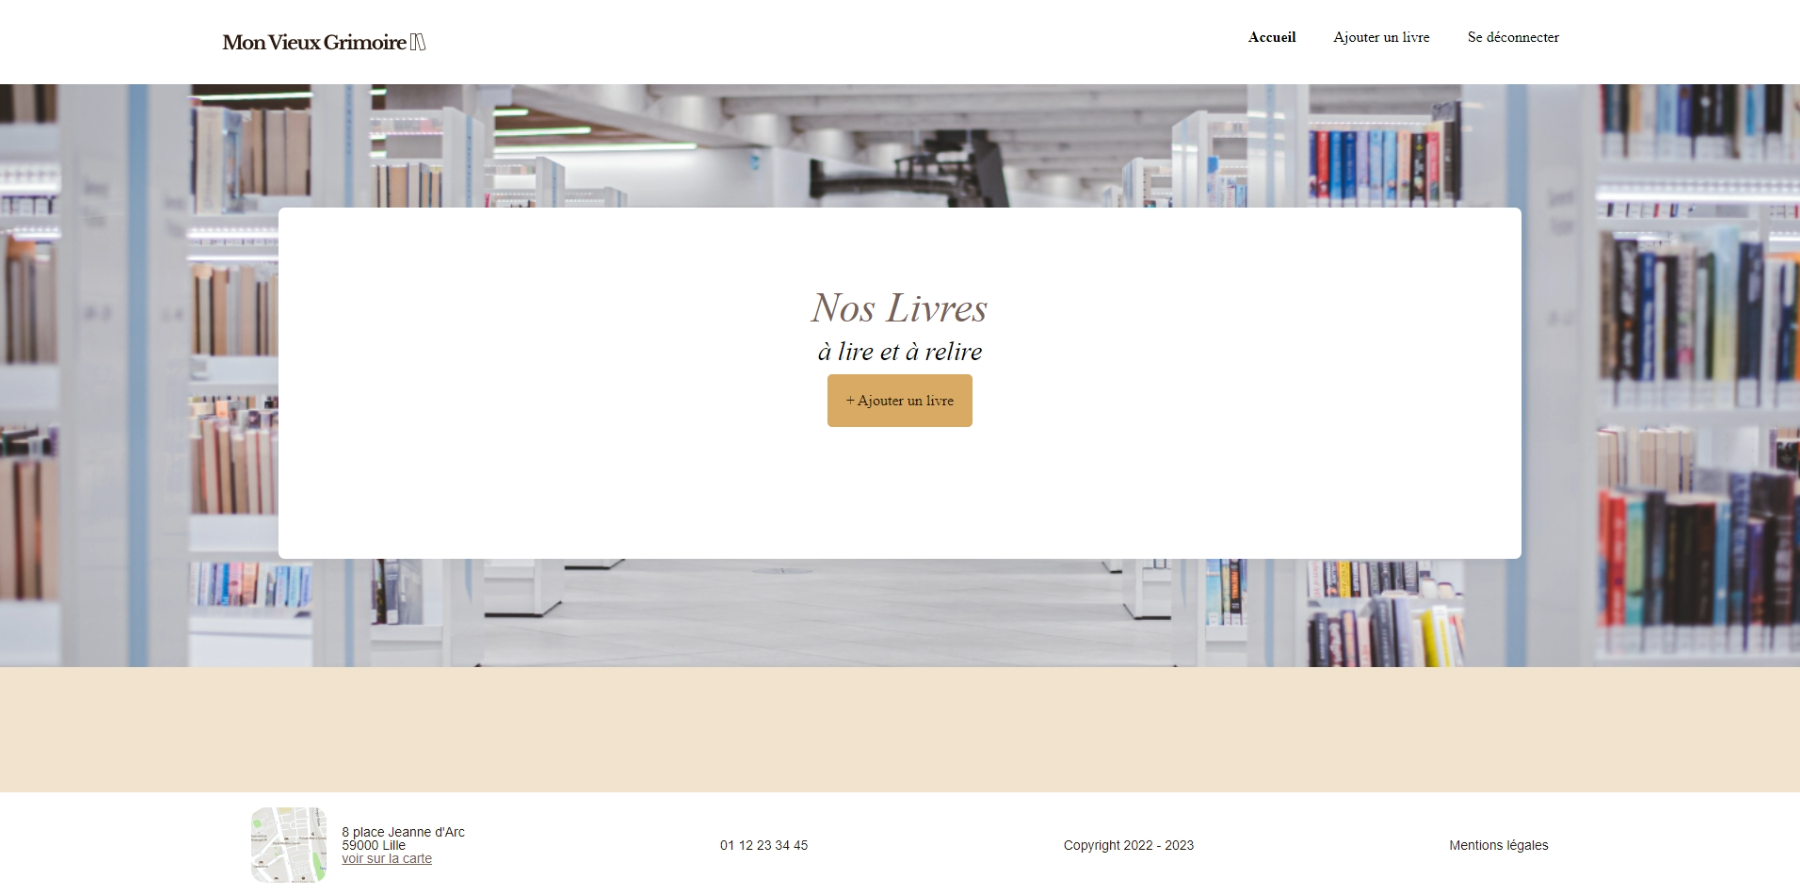 Mon Vieux Grimoire
Accueil
Ajouter un livre
Se déconnecter
Nos Livres
à lire et à relire
+ Ajouter un livre
8 place Jeanne d'Arc
59000 Lille
voir sur la carte
01 12 23 34 45
Copyright 2022 - 2023
Mentions légales